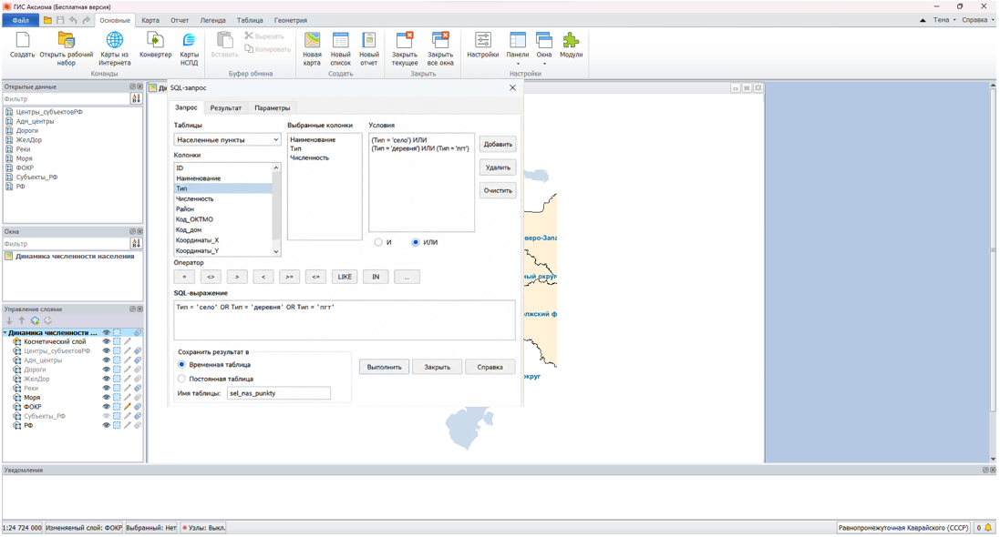 ГИС Аксиома (Бесплатная версия)
Файл Основные Карта Отчет Легенда Таблица Геометрия Тема Справка
Создать Открыть рабочий набор Карты из Интернета Конвертер Карты НСПД
Вставить Вырезать Копировать
Новая карта Новый список Новый отчет
Закрыть текущее Закрыть все окна
Настройки Панели Окна Модули
Команды Буфер обмена Создать Закрыть Настройки
Открытые данные
Фильтр
Центры_субъектовРФ
Адм_центры
Дороги
ЖелДор
Реки
Моря
ФОКР
Субъекты_РФ
РФ
Окна
Фильтр
Динамика численности населения
Управление слоями
Динамика численности ...
Косметический слой
Центры_субъектовРФ
Адм_центры
Дороги
ЖелДор
Реки
Моря
ФОКР
Субъекты_РФ
РФ
SQL-запрос
Запрос Результат Параметры
Таблицы
Населенные пункты
Колонки
ID
Наименование
Тип
Численность
Район
Код_ОКТМО
Код_дом
Координаты_X
Координаты_Y
Выбранные колонки
Наименование
Тип
Численность
Условия
(Тип = 'село') ИЛИ
(Тип = 'деревня') ИЛИ (Тип = 'пгт')
Добавить
Удалить
Очистить
И ИЛИ
Оператор
= <> > < >= <= LIKE IN ...
SQL-выражение
Тип = 'село' OR Тип = 'деревня' OR Тип = 'пгт'
Сохранить результат в
Временная таблица
Постоянная таблица
Имя таблицы: sel_nas_punkty
Выполнить Закрыть Справка
Уведомления
1:24 724 000 Изменяемый слой: ФОКР Выбранный: Нет Узлы: Выкл. Равнопромежуточная Каврайского (СССР) 0